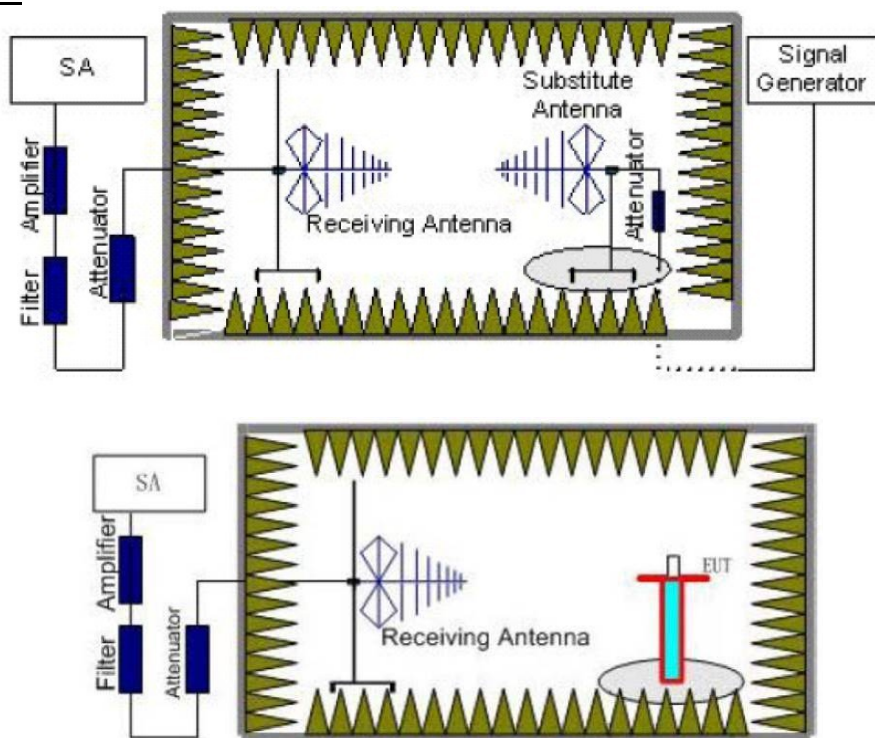 SA
Signal
Generator
Substitute
Antenna
Amplifier
Attenuator
Filter
Receiving Antenna
Attenuator
SA
Amplifier
Filter
Attenuator
EUT
Receiving Antenna